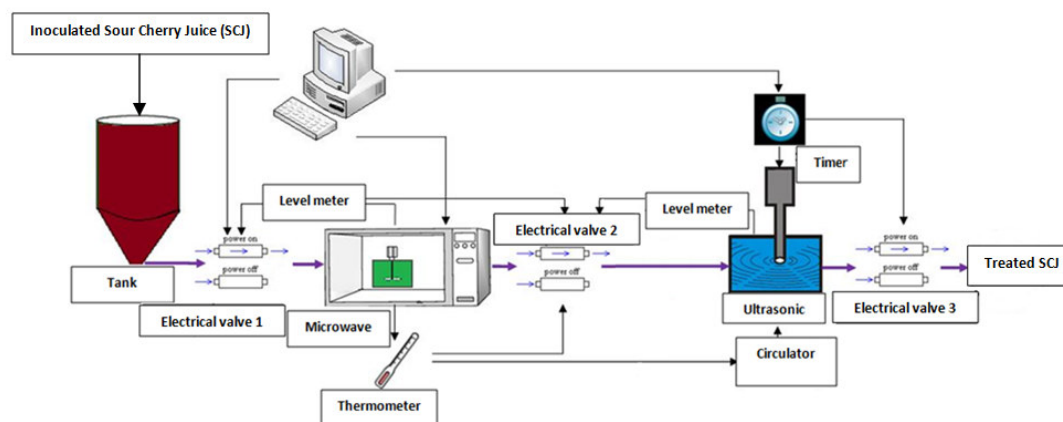 Inoculated Sour Cherry Juice (SCJ)
Timer
Level meter
Level meter
Electrical valve 2
power on
power off
power on
power off
power on
power off
Tank
Treated SCJ
Ultrasonic
Electrical valve 1
Microwave
Electrical valve 3
Circulator
Thermometer